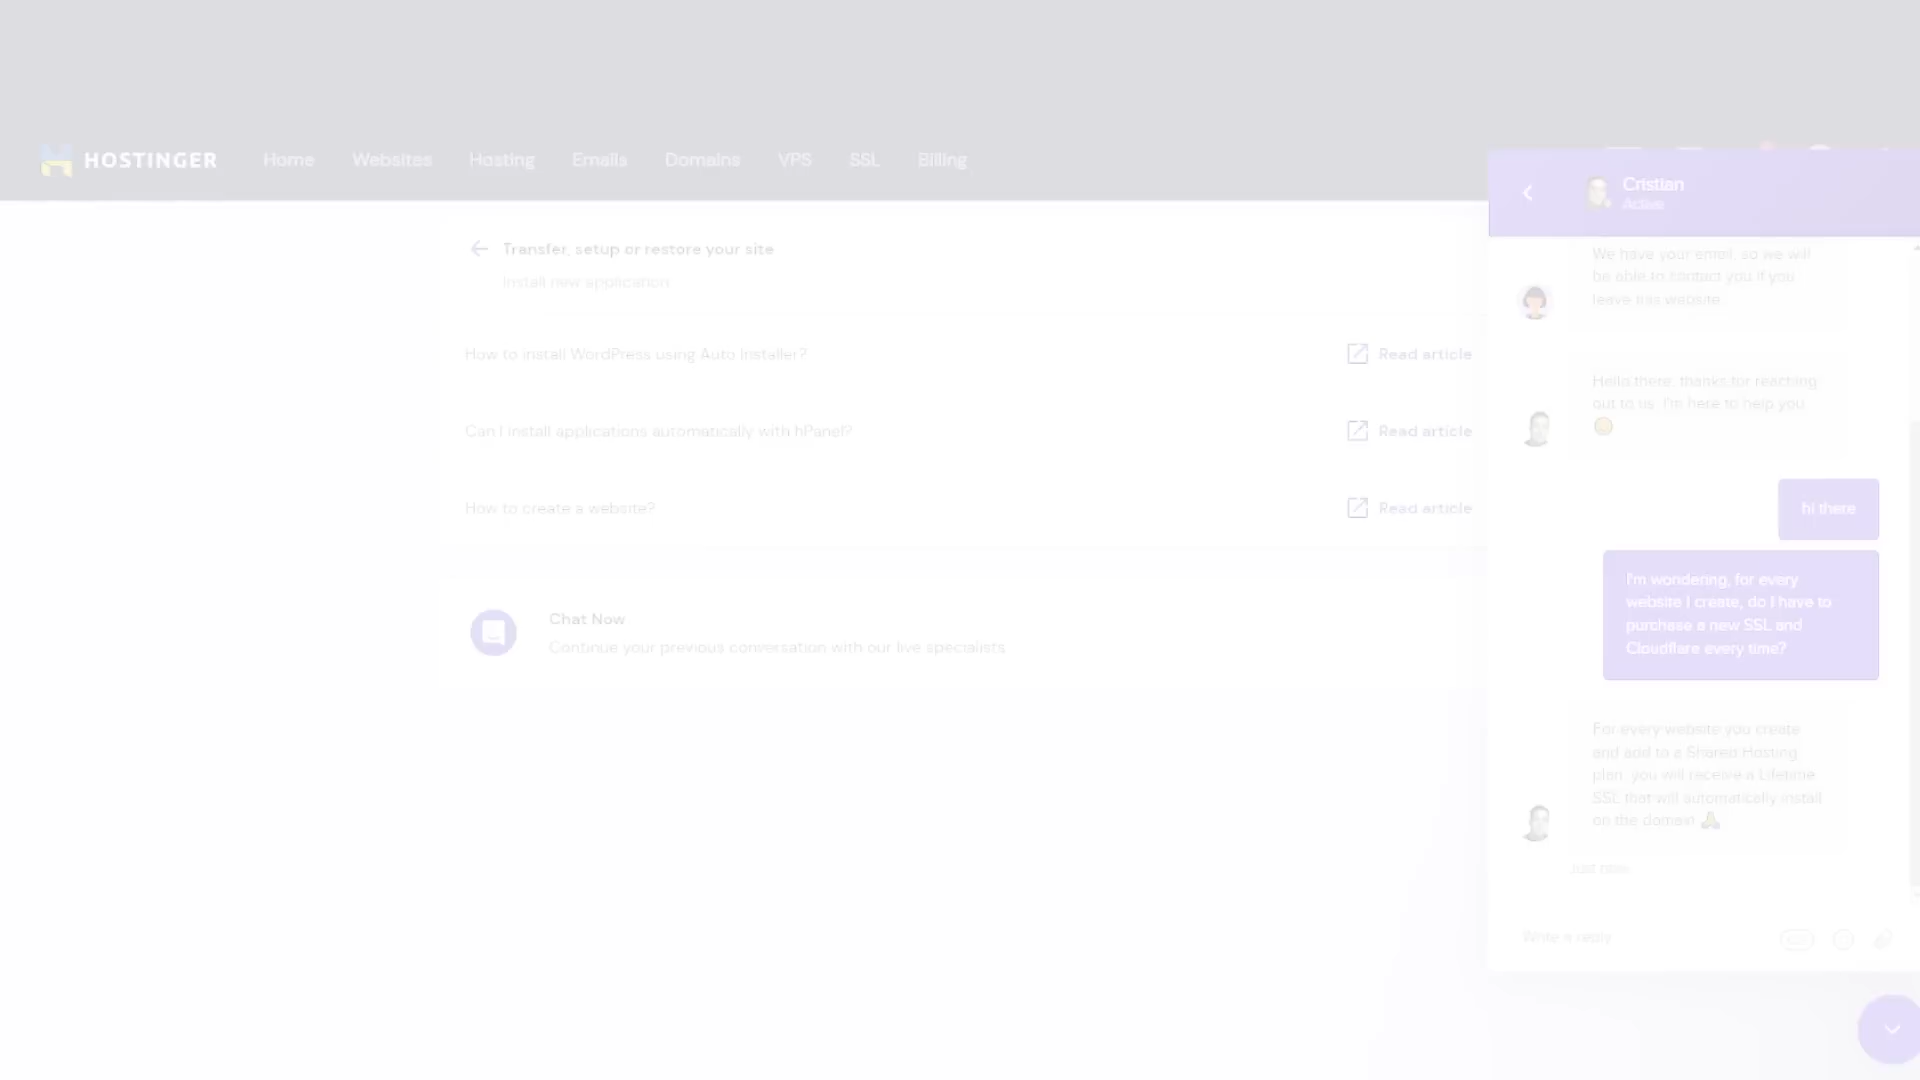 HOSTINGER
Home Websites Hosting Emails Domains VPS SSL Billing
Transfer, setup or restore your site
Install new application
How to install WordPress using Auto Installer?
Read article
Can I install applications automatically with hPanel?
Read article
How to create a website?
Read article
Chat Now
Continue your previous conversation with our live specialists
Cristian
Active
We have your email, so we will
be able to contact you if you
leave this website
Hello there, thanks for reaching
out to us. I'm here to help you
hi there
I'm wondering, for every
website I create, do I have to
purchase a new SSL and
Cloudflare every time?
For every website you create
and add to a Shared Hosting
plan, you will receive a Lifetime
SSL that will automatically install
on the domain
Just now
Write a reply